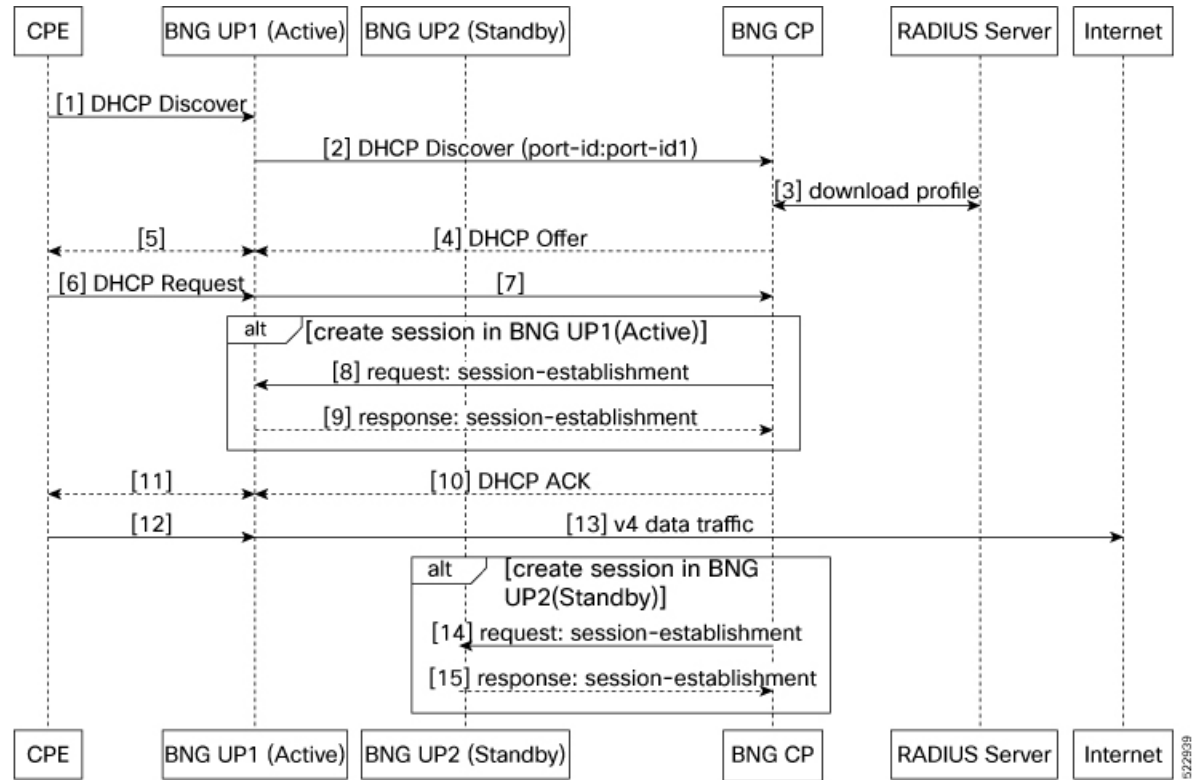 CPE
BNG UP1 (Active)
BNG UP2 (Standby)
BNG CP
RADIUS Server
Internet
[1] DHCP Discover
[2] DHCP Discover (port-id:port-id1)
[3] download profile
[5]
[4] DHCP Offer
[6] DHCP Request
[7]
alt
[create session in BNG UP1(Active)]
[8] request: session-establishment
[9] response: session-establishment
[11]
[10] DHCP ACK
[12]
[13] v4 data traffic
alt
[create session in BNG
UP2(Standby)]
[14] request: session-establishment
[15] response: session-establishment
CPE
BNG UP1 (Active)
BNG UP2 (Standby)
BNG CP
RADIUS Server
Internet
522939